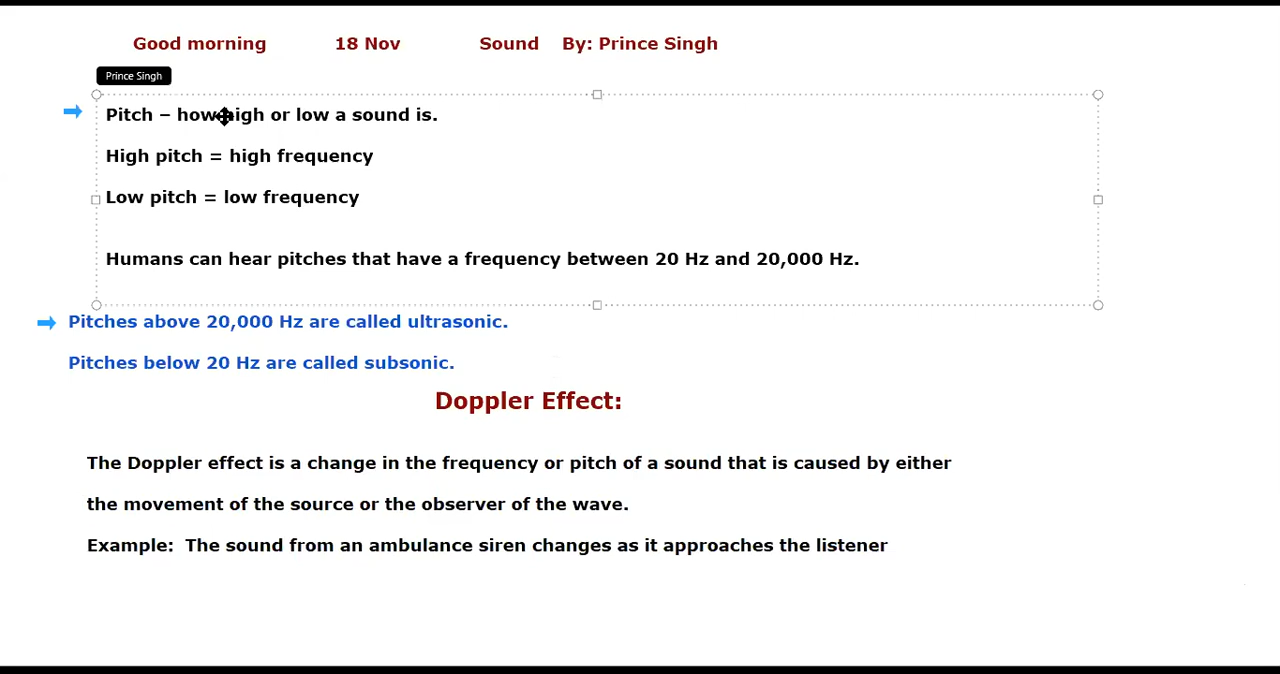 Good morning 18 Nov Sound By: Prince Singh
Prince Singh
Pitch – how high or low a sound is.
High pitch = high frequency
Low pitch = low frequency
Humans can hear pitches that have a frequency between 20 Hz and 20,000 Hz.
Pitches above 20,000 Hz are called ultrasonic.
Pitches below 20 Hz are called subsonic.
Doppler Effect:
The Doppler effect is a change in the frequency or pitch of a sound that is caused by either
the movement of the source or the observer of the wave.
Example: The sound from an ambulance siren changes as it approaches the listener